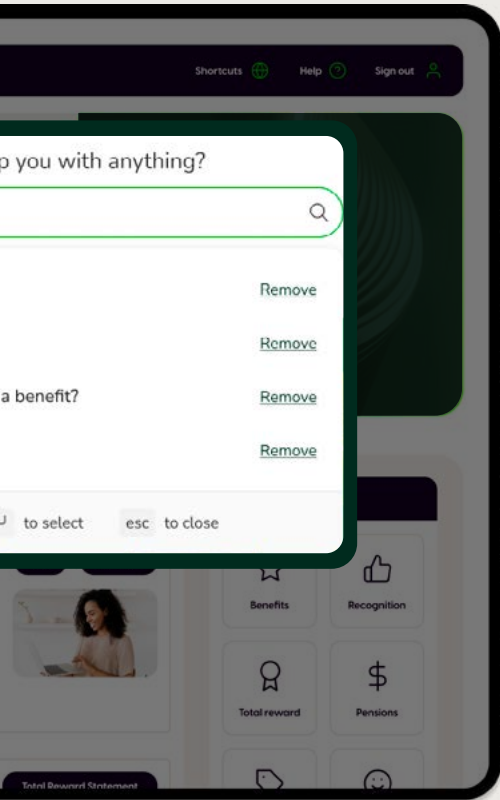 Shortcuts Help Sign out
p you with anything?
Remove
Remove
a benefit? Remove
Remove
to select esc to close
Benefits Recognition
Total reward Pensions
Total Reward Statement